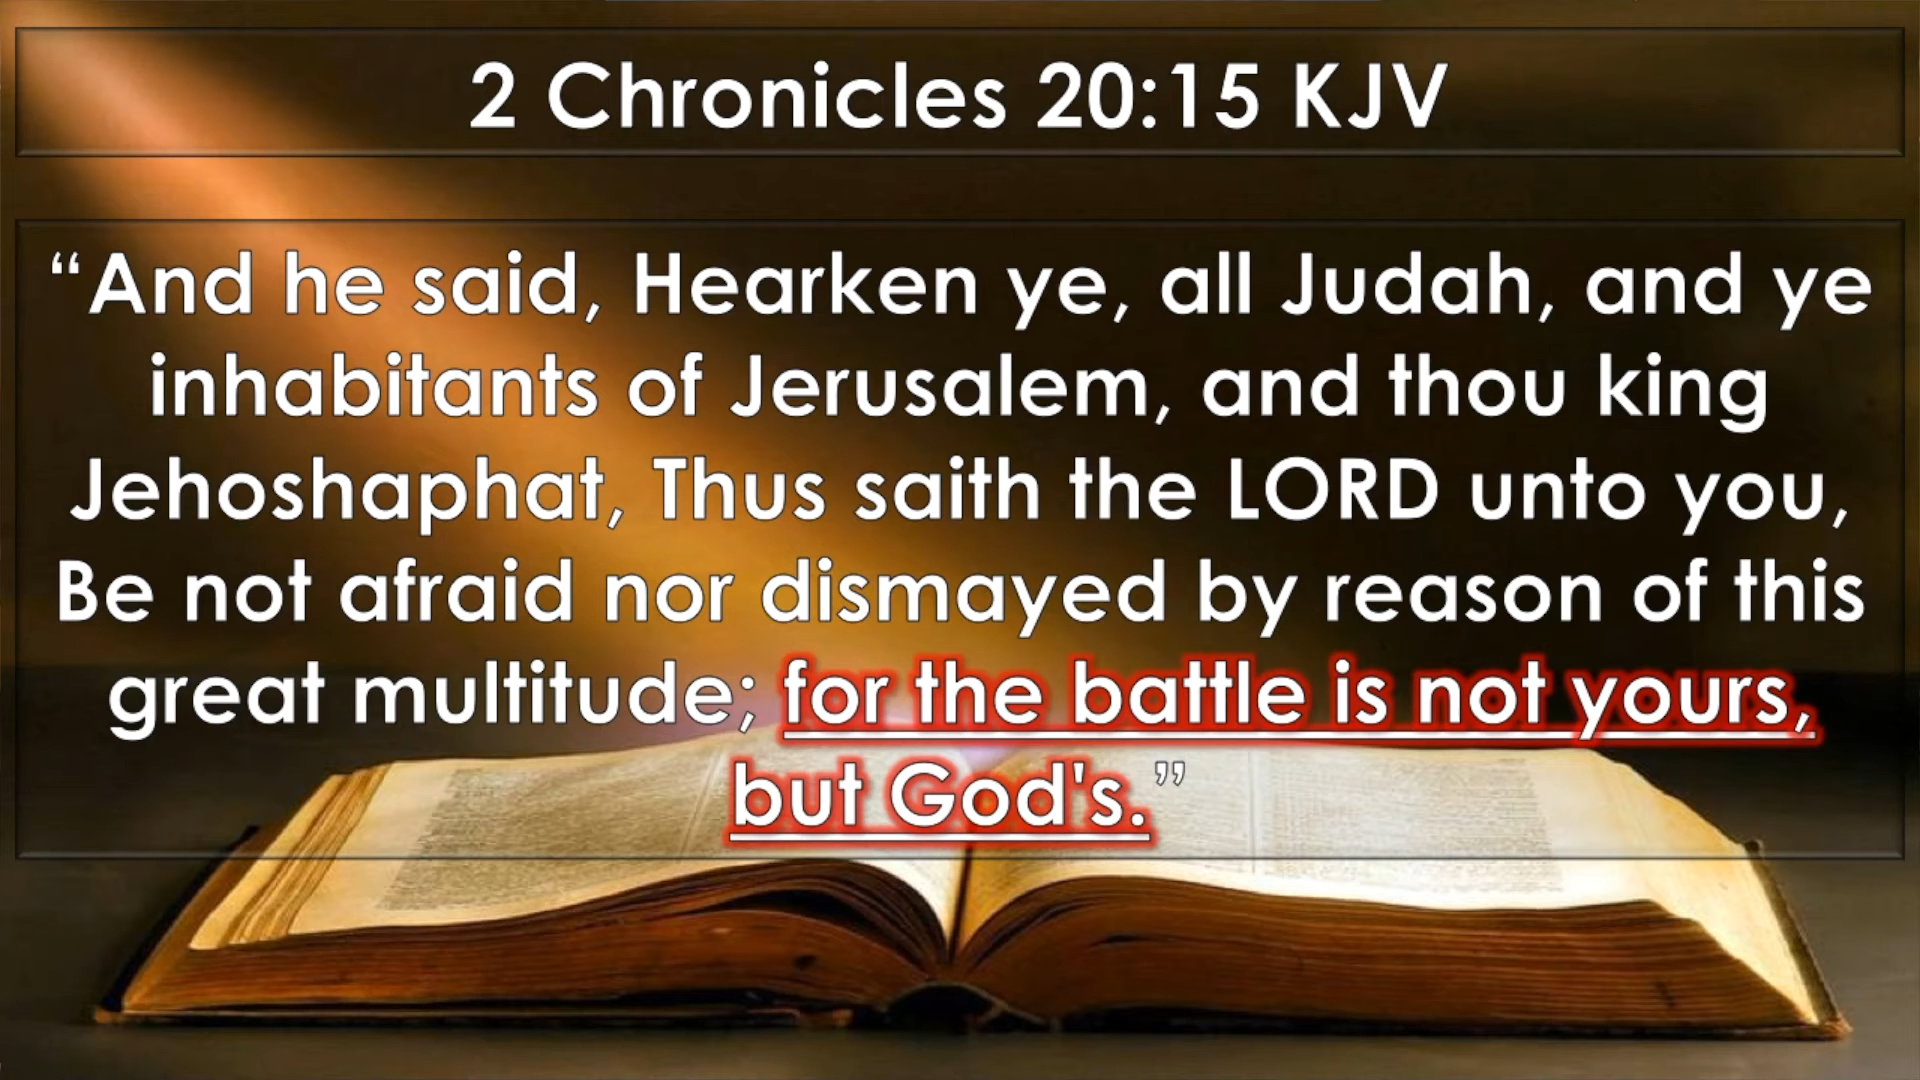 2 Chronicles 20:15 KJV
“And he said, Hearken ye, all Judah, and ye
inhabitants of Jerusalem, and thou king
Jehoshaphat, Thus saith the LORD unto you,
Be not afraid nor dismayed by reason of this
great multitude; for the battle is not yours,
but God's.”